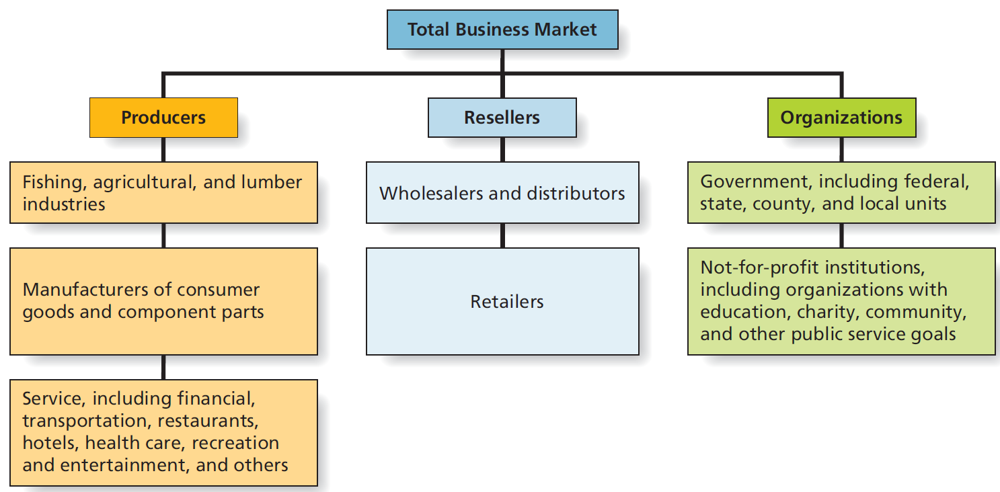 Total Business Market
Producers
Fishing, agricultural, and lumber
industries
Manufacturers of consumer
goods and component parts
Service, including financial,
transportation, restaurants,
hotels, health care, recreation
and entertainment, and others
Resellers
Wholesalers and distributors
Retailers
Organizations
Government, including federal,
state, county, and local units
Not-for-profit institutions,
including organizations with
education, charity, community,
and other public service goals